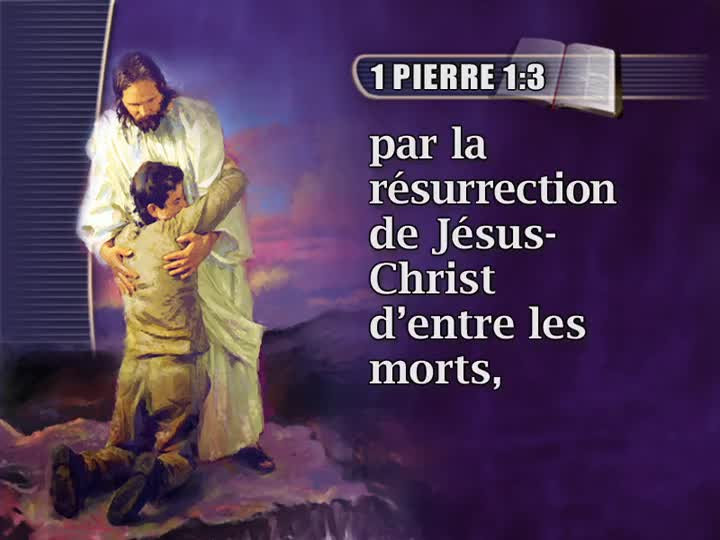 1 PIERRE 1:3
par la
résurrection
de Jésus-
Christ
d’entre les
morts,